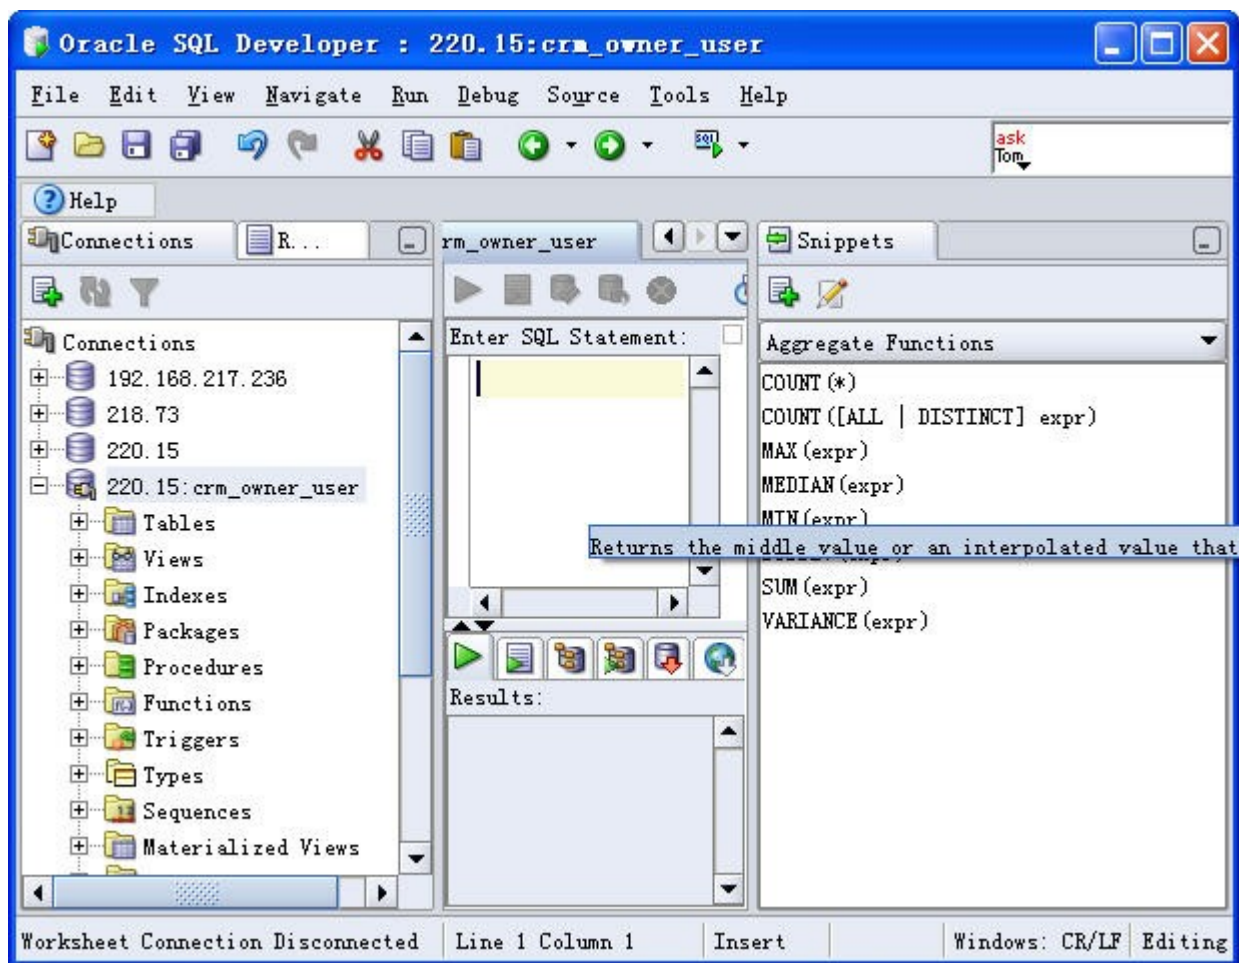 Oracle SQL Developer : 220.15:crm_owner_user
File Edit View Navigate Run Debug Source Tools Help
ask
Tom
Help
Connections
R...
Connections
192.168.217.236
218.73
220.15
220.15:crm_owner_user
Tables
Views
Indexes
Packages
Procedures
Functions
Triggers
Types
Sequences
Materialized Views
rm_owner_user
Enter SQL Statement:
Results:
Snippets
Aggregate Functions
COUNT(*)
COUNT([ALL | DISTINCT] expr)
MAX(expr)
MEDIAN(expr)
MIN(expr)
Returns the middle value or an interpolated value that
SUM(expr)
VARIANCE(expr)
Worksheet Connection Disconnected
Line 1 Column 1
Insert
Windows: CR/LF
Editing